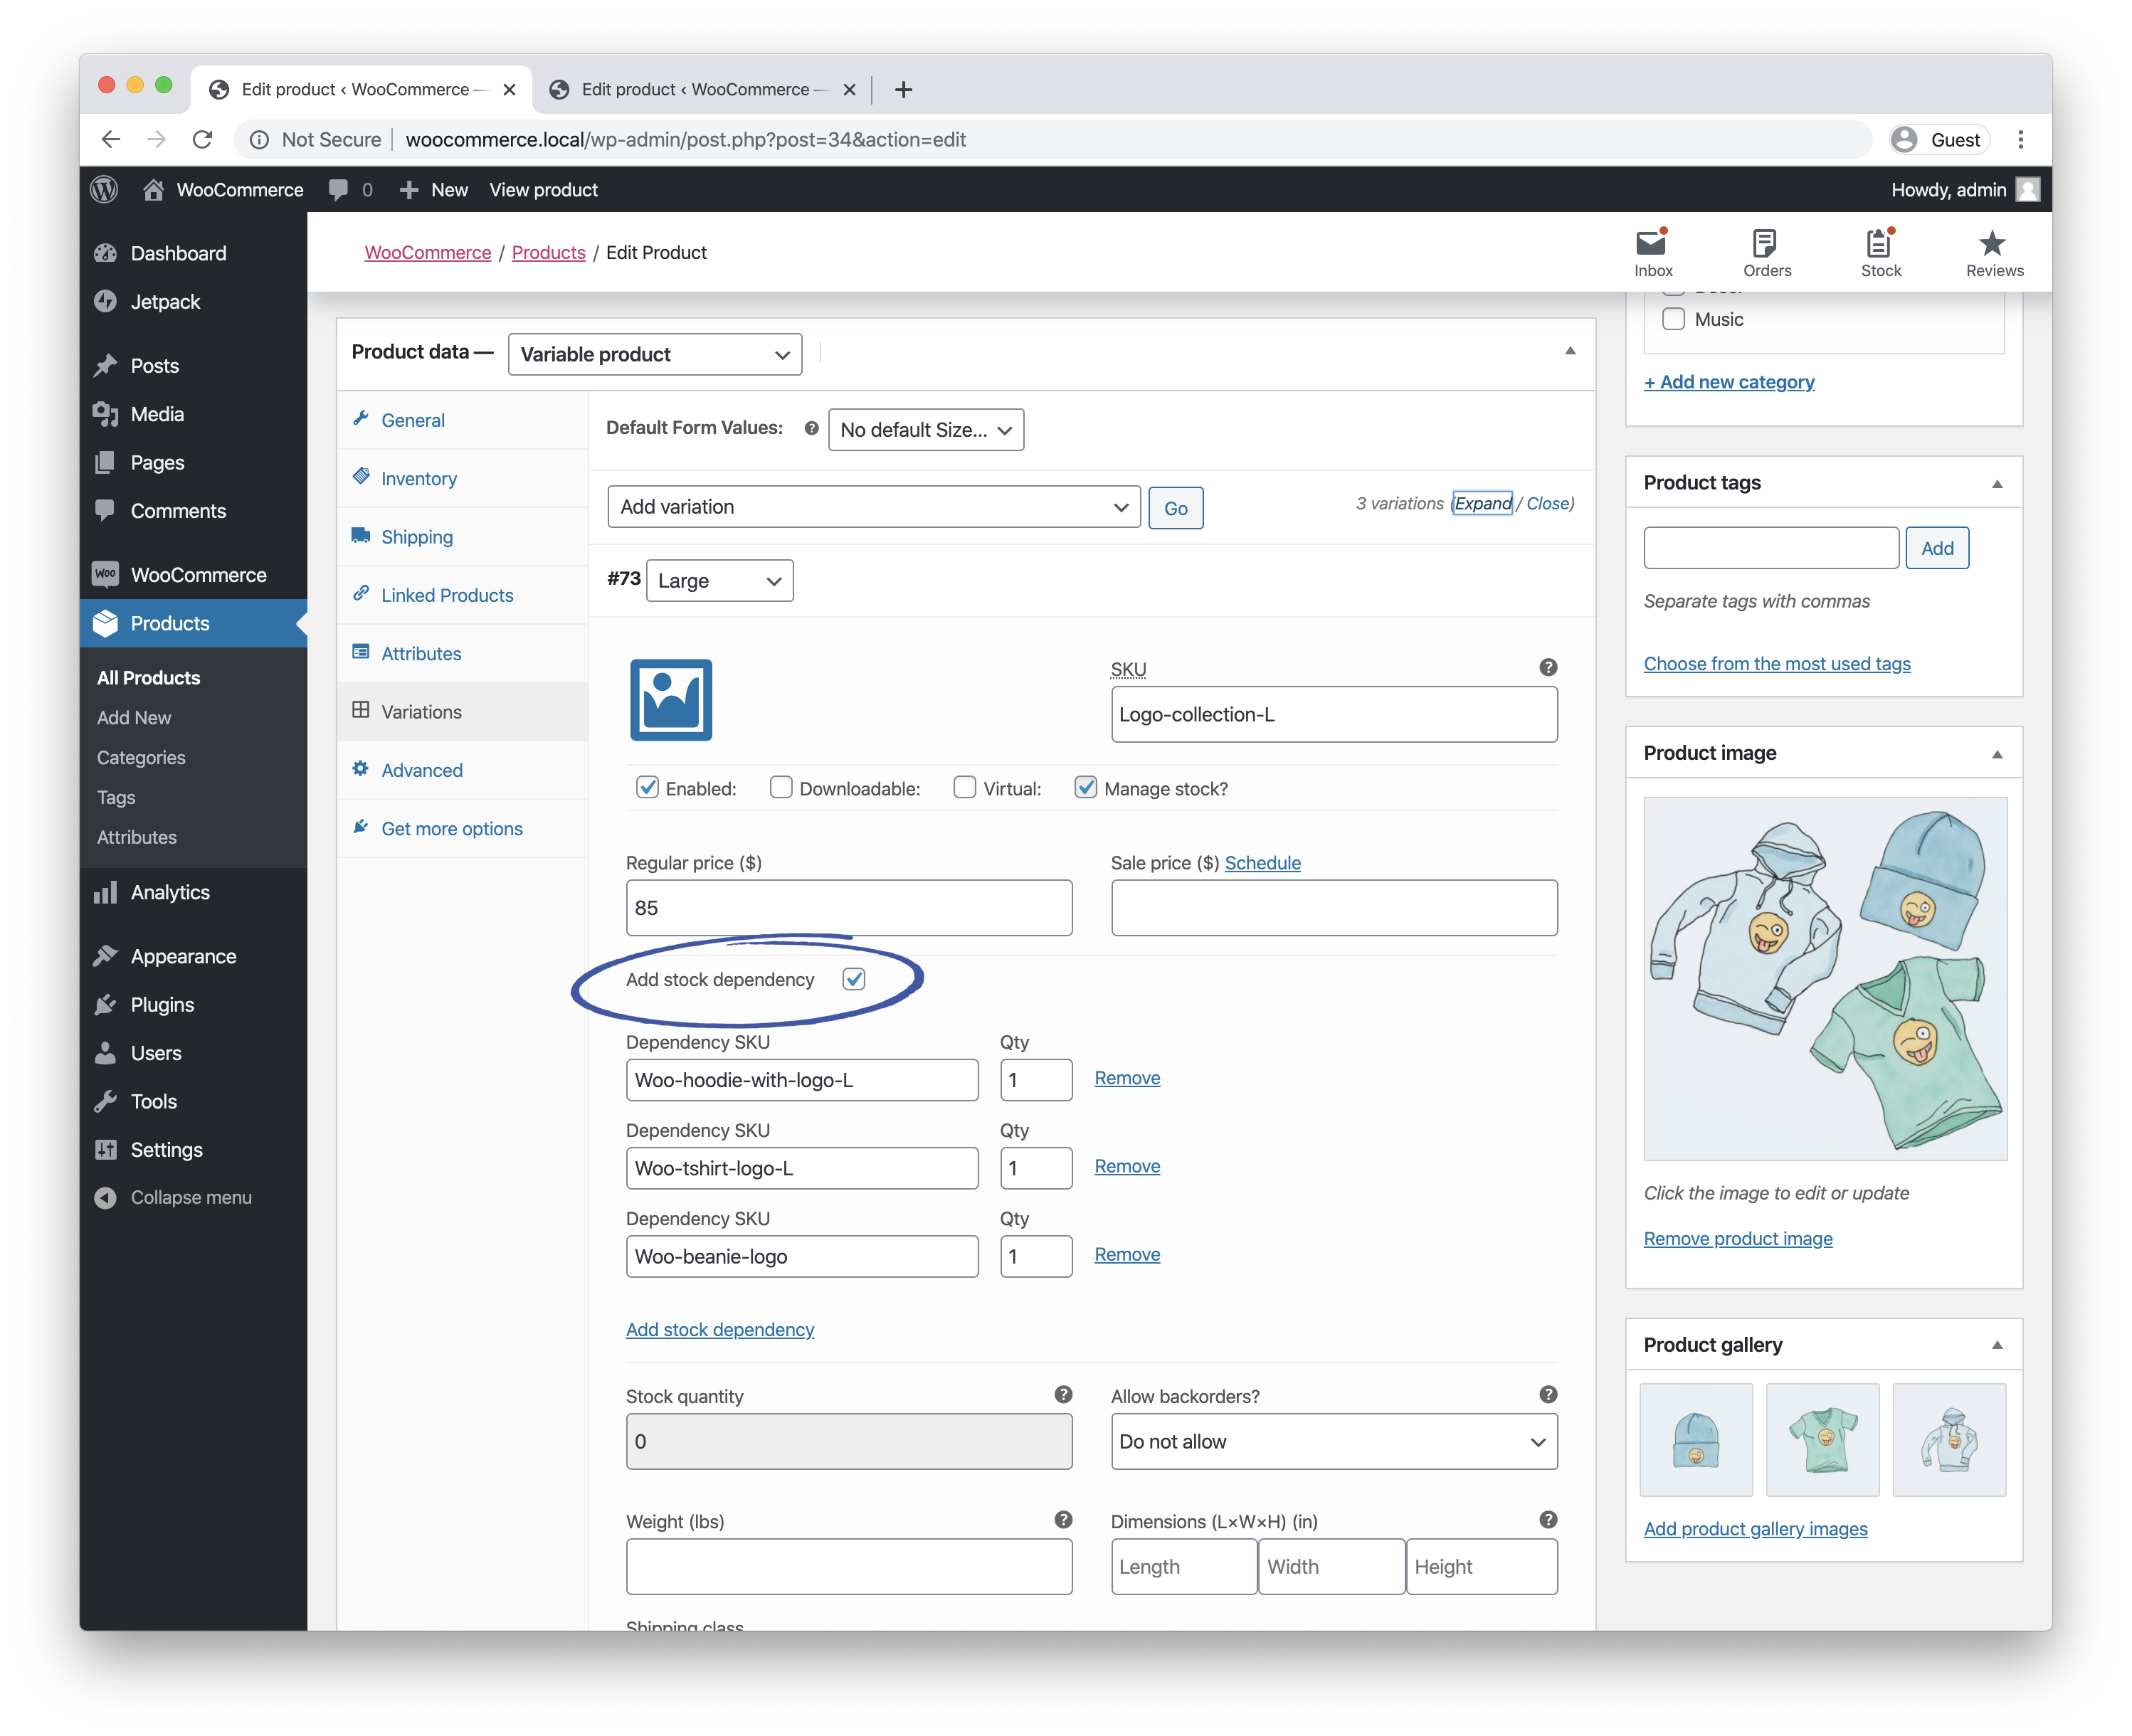 Edit product ‹ WooCommerce —
Edit product ‹ WooCommerce —
Not Secure woocommerce.local/wp-admin/post.php?post=34&action=edit
Guest
WooCommerce 0 New View product
Howdy, admin
Dashboard
Jetpack
Posts
Media
Pages
Comments
Woo WooCommerce
Products
All Products
Add New
Categories
Tags
Attributes
Analytics
Appearance
Plugins
Users
Tools
Settings
Collapse menu
WooCommerce / Products / Edit Product
Inbox
Orders
Stock
Reviews
Product data — Variable product
General
Inventory
Shipping
Linked Products
Attributes
Variations
Advanced
Get more options
Default Form Values: No default Size...
Add variation Go
3 variations (Expand / Close)
#73 Large
SKU
Logo-collection-L
Enabled: Downloadable: Virtual: Manage stock?
Regular price ($)
85
Sale price ($) Schedule
Add stock dependency
Dependency SKU Qty
Woo-hoodie-with-logo-L 1 Remove
Dependency SKU Qty
Woo-tshirt-logo-L 1 Remove
Dependency SKU Qty
Woo-beanie-logo 1 Remove
Add stock dependency
Stock quantity
0
Allow backorders?
Do not allow
Weight (lbs)
Dimensions (L×W×H) (in)
Length Width Height
Shipping class
Music
+ Add new category
Product tags
Add
Separate tags with commas
Choose from the most used tags
Product image
Click the image to edit or update
Remove product image
Product gallery
Add product gallery images